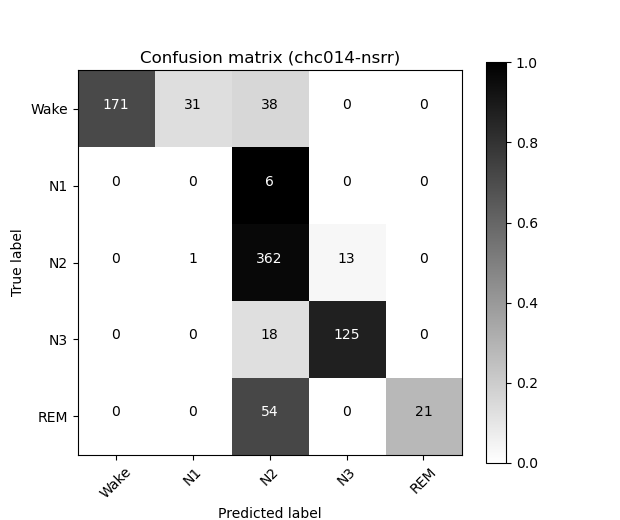 Confusion matrix (chc014-nsrr)
True label
Wake 171 31 38 0 0
N1 0 0 6 0 0
N2 0 1 362 13 0
N3 0 0 18 125 0
REM 0 0 54 0 21
Wake N1 N2 N3 REM
Predicted label
1.0
0.8
0.6
0.4
0.2
0.0